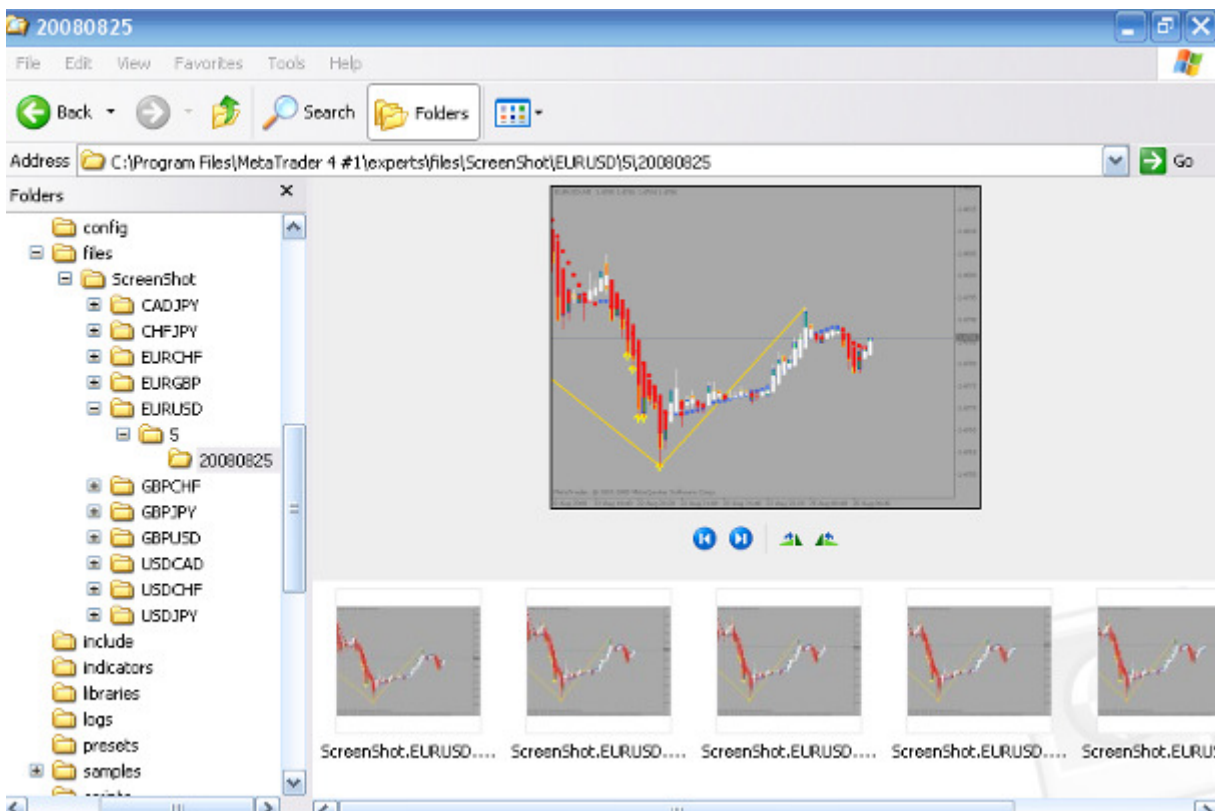 20080825
File Edit View Favorites Tools Help
Back Search Folders
Address C:\Program Files\MetaTrader 4 #1\experts\files\ScreenShot\EURUSD\5\20080825 Go
Folders
config
files
ScreenShot
CADJPY
CHFJPY
EURCHF
EURGBP
EURUSD
5
20080825
GBPCHF
GBPJPY
GBPUSD
USDCAD
USDCHF
USDJPY
include
indicators
libraries
logs
presets
samples
ScreenShot.EURUSD.... ScreenShot.EURUSD.... ScreenShot.EURUSD.... ScreenShot.EURUSD.... ScreenShot.EURU